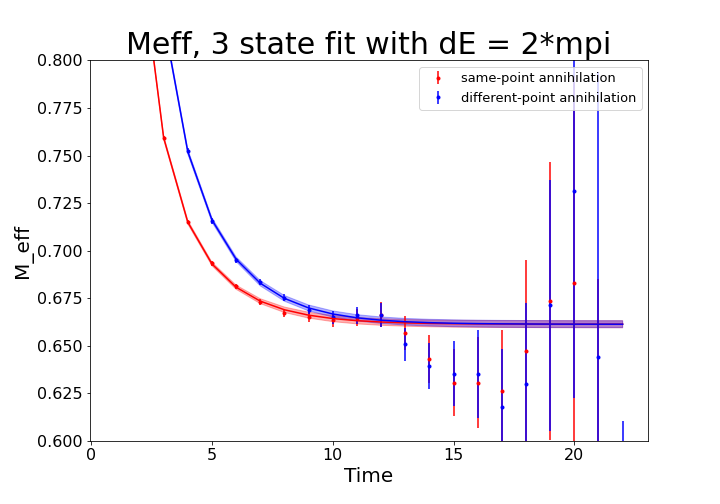 Meff, 3 state fit with dE = 2*mpi
same-point annihilation
different-point annihilation
M_eff
0.800
0.775
0.750
0.725
0.700
0.675
0.650
0.625
0.600
0 5 10 15 20
Time